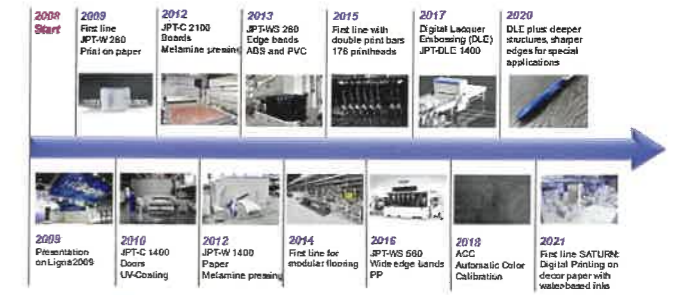 2008
Start
2009
First line
JPT-W 260
Print on paper
2012
JPT-C 2100
Boards
Melamine pressing
2013
JPT-WS 260
Edge bands
ABS and PVC
2015
First line with
double print bars
176 printheads
2017
Digital Lacquer
Embossing (DLE)
JPT-DLE 1400
2020
DLE plus deeper
structures, sharper
edges for special
applications
2009
Presentation
on Ligna2009
2010
JPT-C 1400
Doors
UV-Coating
2012
JPT-W 1400
Paper
Melamine pressing
2014
First line for
modular flooring
2016
JPT-WS 560
Wide edge bands
PP
2018
ACC
Automatic Color
Calibration
2021
First line SATURN:
Digital Printing on
decor paper with
water-based inks